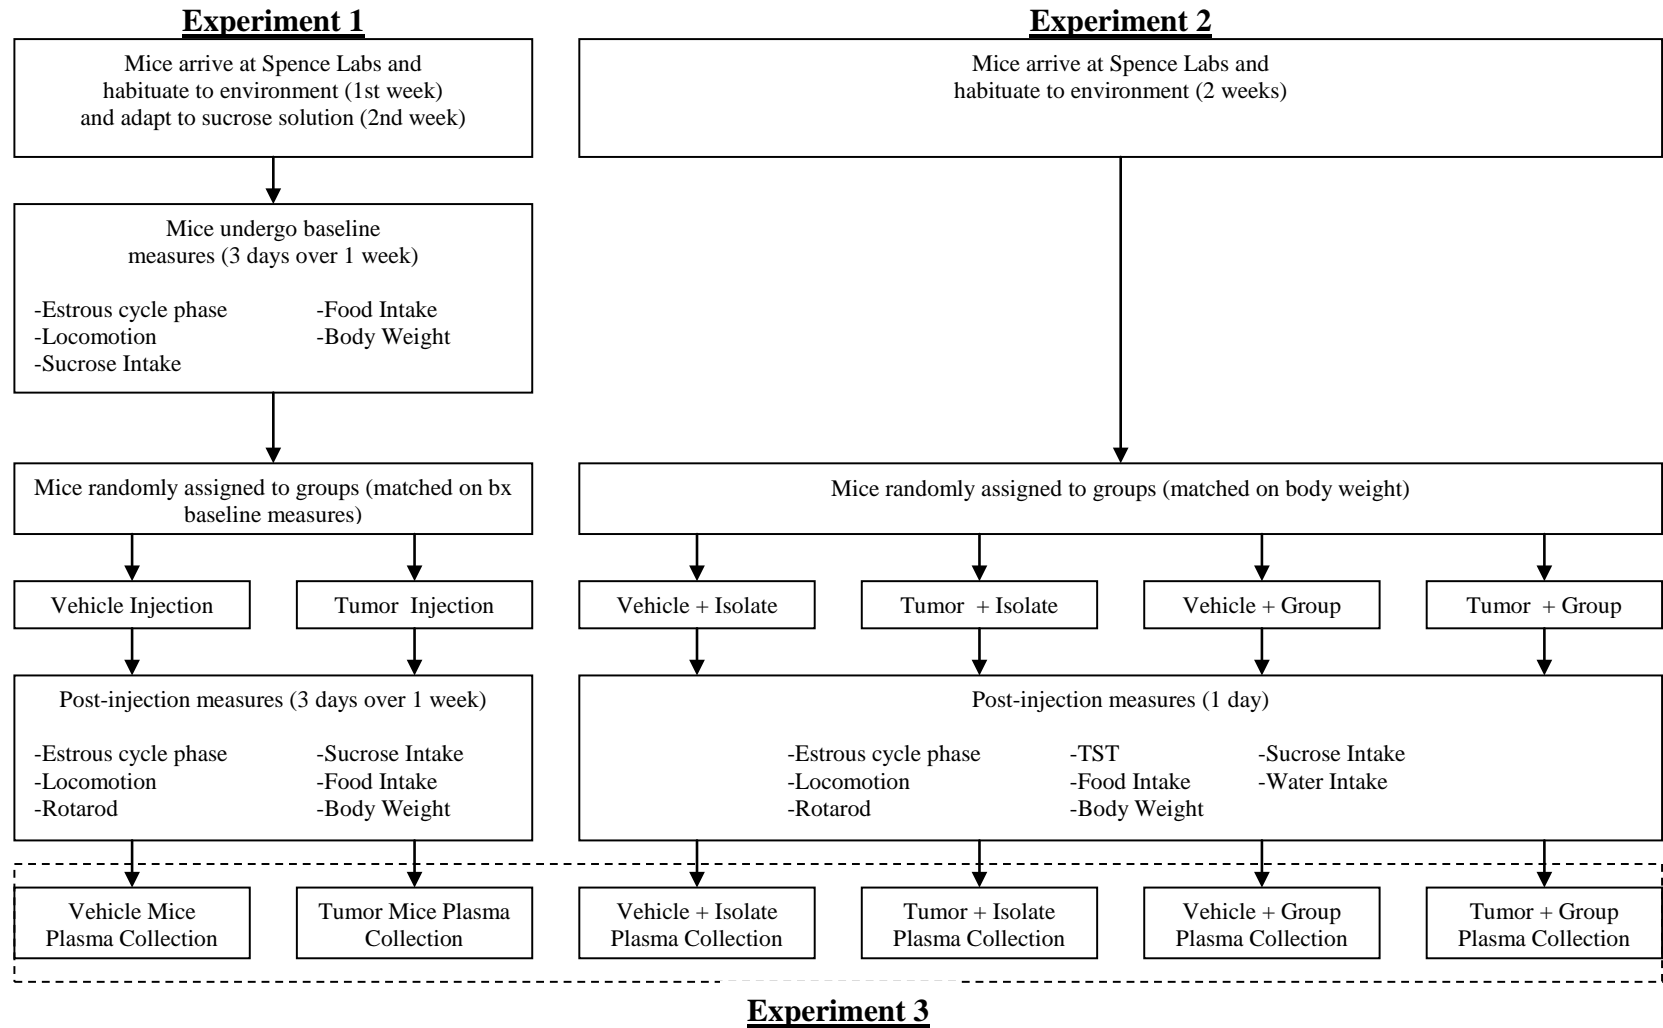 Experiment 1
Mice arrive at Spence Labs and
habituate to environment (1st week)
and adapt to sucrose solution (2nd week)
Mice undergo baseline
measures (3 days over 1 week)
-Estrous cycle phase
-Locomotion
-Sucrose Intake
-Food Intake
-Body Weight
Mice randomly assigned to groups (matched on bx
baseline measures)
Vehicle Injection
Tumor Injection
Post-injection measures (3 days over 1 week)
-Estrous cycle phase
-Locomotion
-Rotarod
-Sucrose Intake
-Food Intake
-Body Weight
Vehicle Mice
Plasma Collection
Tumor Mice Plasma
Collection
Experiment 2
Mice arrive at Spence Labs and
habituate to environment (2 weeks)
Mice randomly assigned to groups (matched on body weight)
Vehicle + Isolate
Tumor + Isolate
Vehicle + Group
Tumor + Group
Post-injection measures (1 day)
-Estrous cycle phase
-Locomotion
-Rotarod
-TST
-Food Intake
-Body Weight
-Sucrose Intake
-Water Intake
Vehicle + Isolate
Plasma Collection
Tumor + Isolate
Plasma Collection
Vehicle + Group
Plasma Collection
Tumor + Group
Plasma Collection
Experiment 3